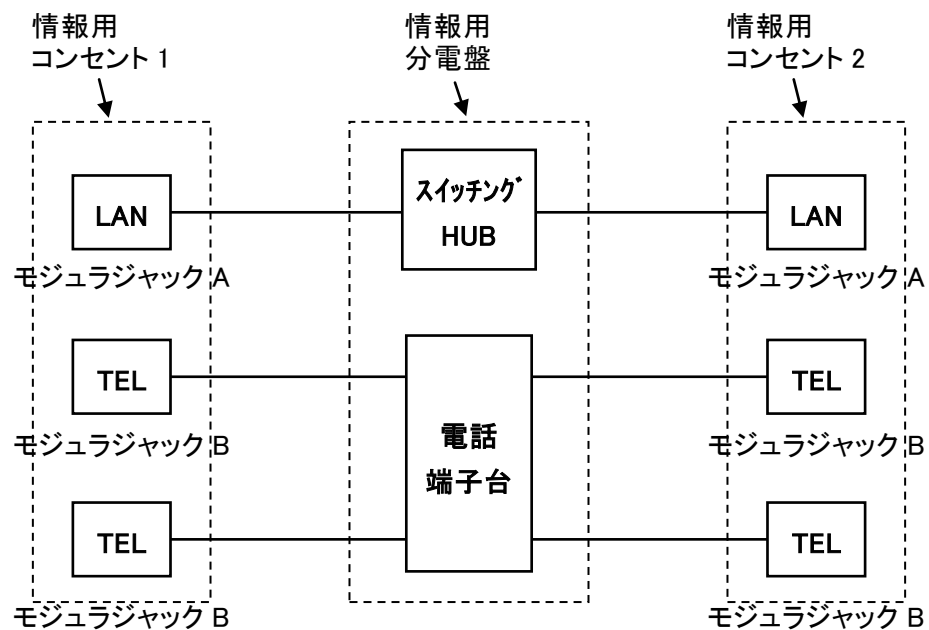 情報用
コンセント 1
情報用
分電盤
情報用
コンセント 2
LAN
モジュラジャック A
スイッチング
HUB
LAN
モジュラジャック A
TEL
モジュラジャック B
電話
端子台
TEL
モジュラジャック B
TEL
モジュラジャック B
TEL
モジュラジャック B